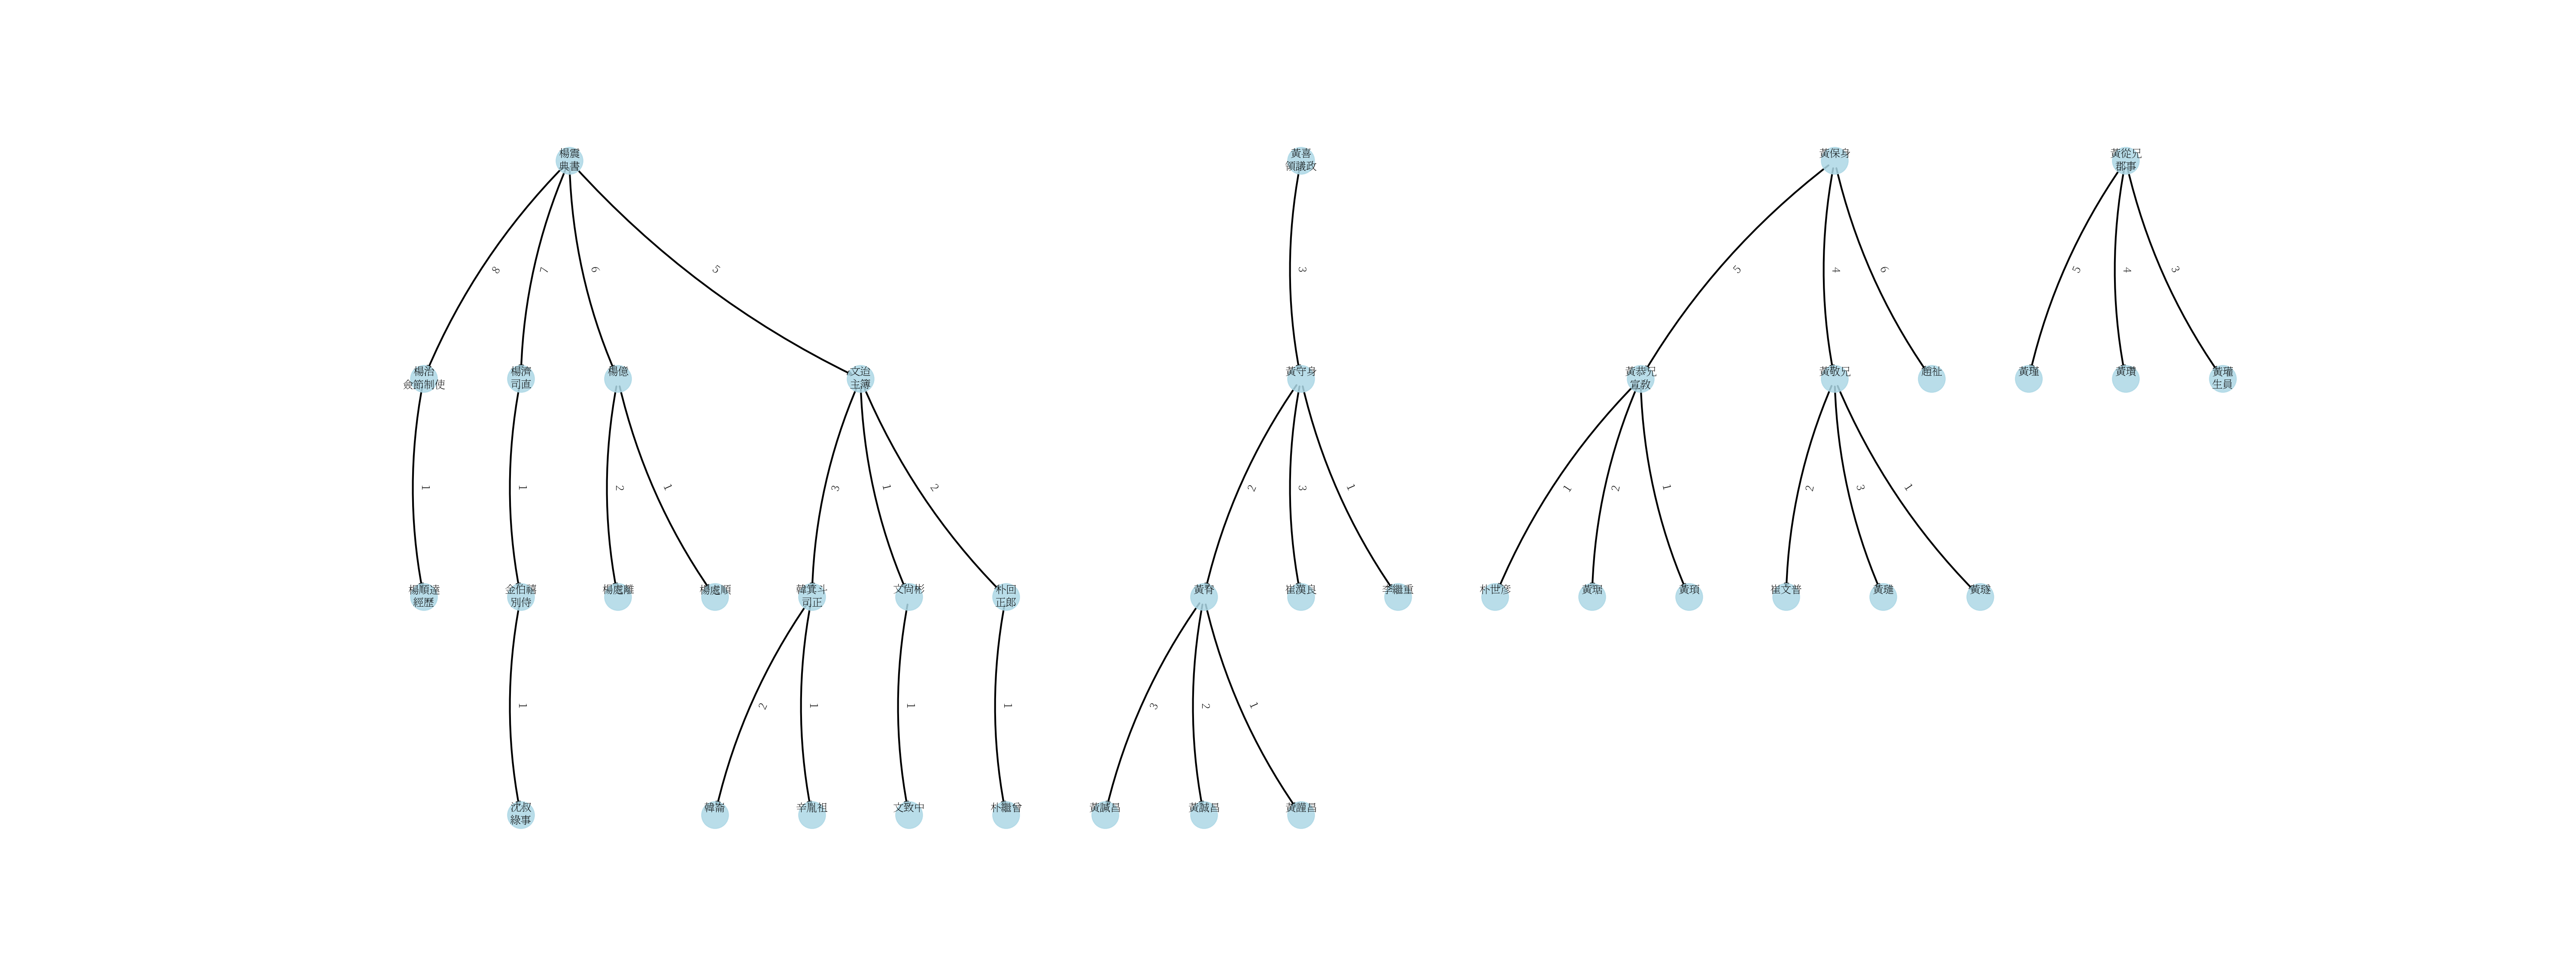 楊震
典書
黃喜
領議政
黃保身
黃從兄
郡事
8
7
6
5
3
5
4
6
5
4
3
楊治
僉節制使
楊濟
司直
楊億
文迨
主簿
黃守身
黃恭兄
宣敎
黃敬兄
趙祉
黃瑾
黃瓚
黃瓘
生員
1
1
2
1
3
1
2
2
3
1
1
2
1
2
3
1
楊順達
經歷
金伯禧
別侍
楊處離
楊處順
韓箕斗
司正
文尙彬
朴回
正郎
黃脊
崔漢良
李繼重
朴世彦
黃珚
黃瑣
崔文普
黃璡
黃璲
1
2
1
1
1
3
2
1
沈叔
綠事
韓崙
辛胤祖
文致中
朴繼曾
黃諴昌
黃誠昌
黃謹昌